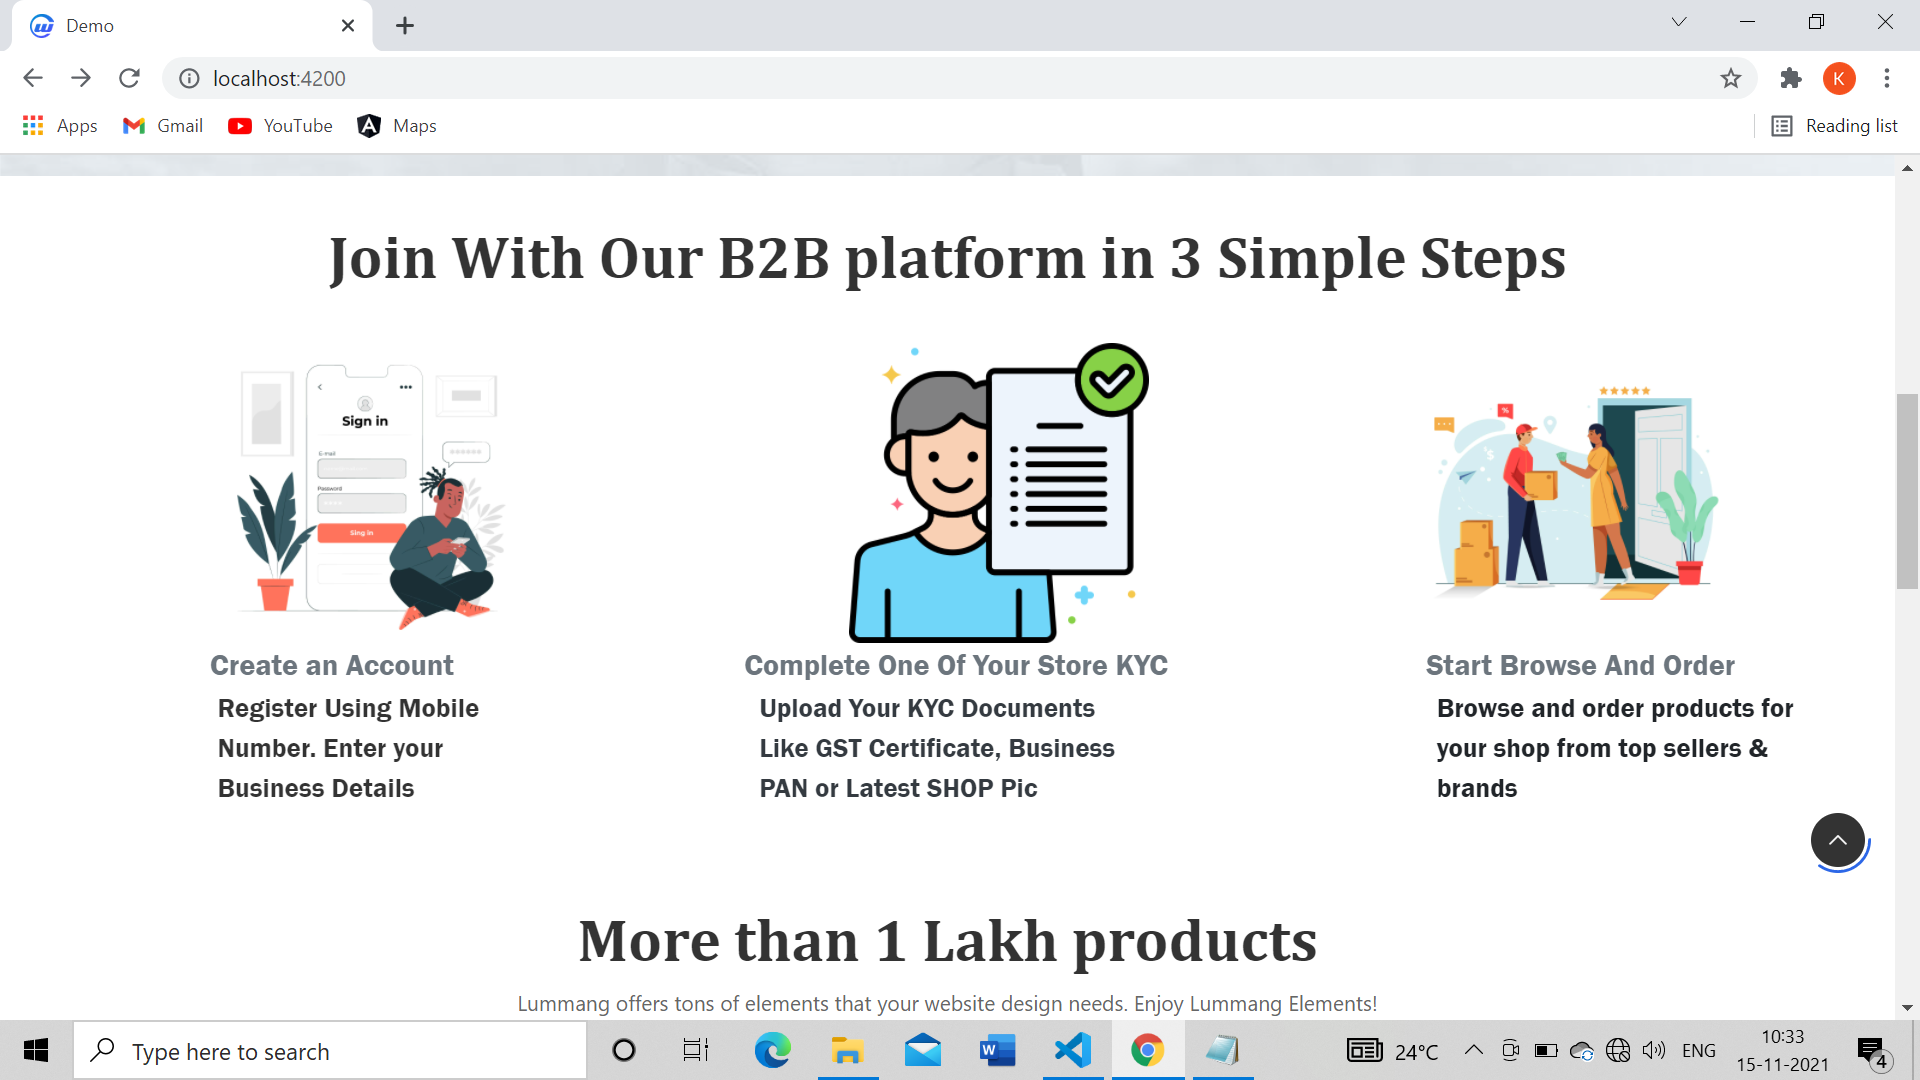 Demo
localhost:4200
Apps
Gmail
YouTube
Maps
Reading list
K
Join With Our B2B platform in 3 Simple Steps
Sign in
E-mail
Password
Sing in
%
$
Create an Account
Register Using Mobile
Number. Enter your
Business Details
Complete One Of Your Store KYC
Upload Your KYC Documents
Like GST Certificate, Business
PAN or Latest SHOP Pic
Start Browse And Order
Browse and order products for
your shop from top sellers &
brands
More than 1 Lakh products
Lummang offers tons of elements that your website design needs. Enjoy Lummang Elements!
Type here to search
24°C
ENG
10:33
15-11-2021
4